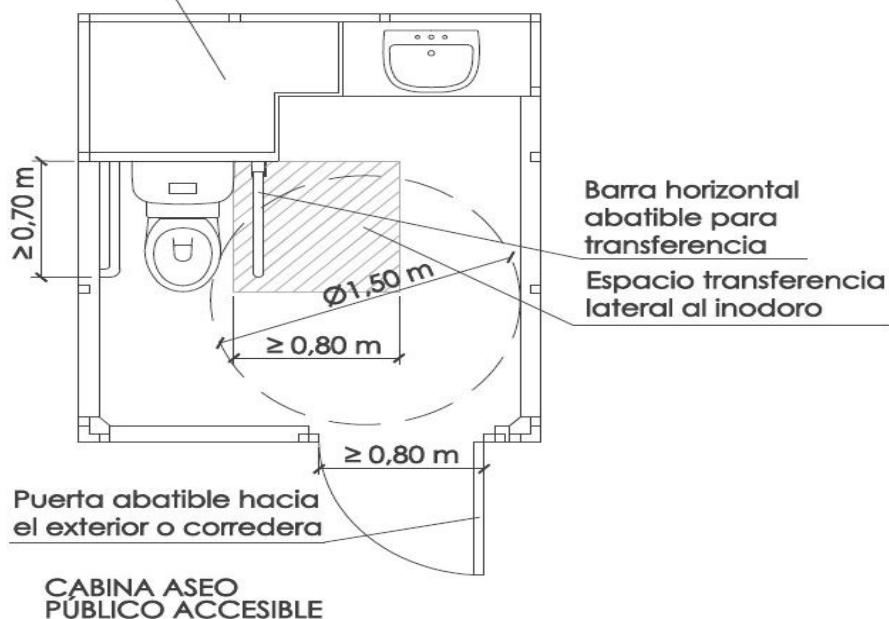 ≥ 0,70 m
Barra horizontal
abatible para
transferencia
Espacio transferencia
lateral al inodoro
Ø1,50 m
≥ 0,80 m
≥ 0,80 m
Puerta abatible hacia
el exterior o corredera
CABINA ASEO
PÚBLICO ACCESIBLE